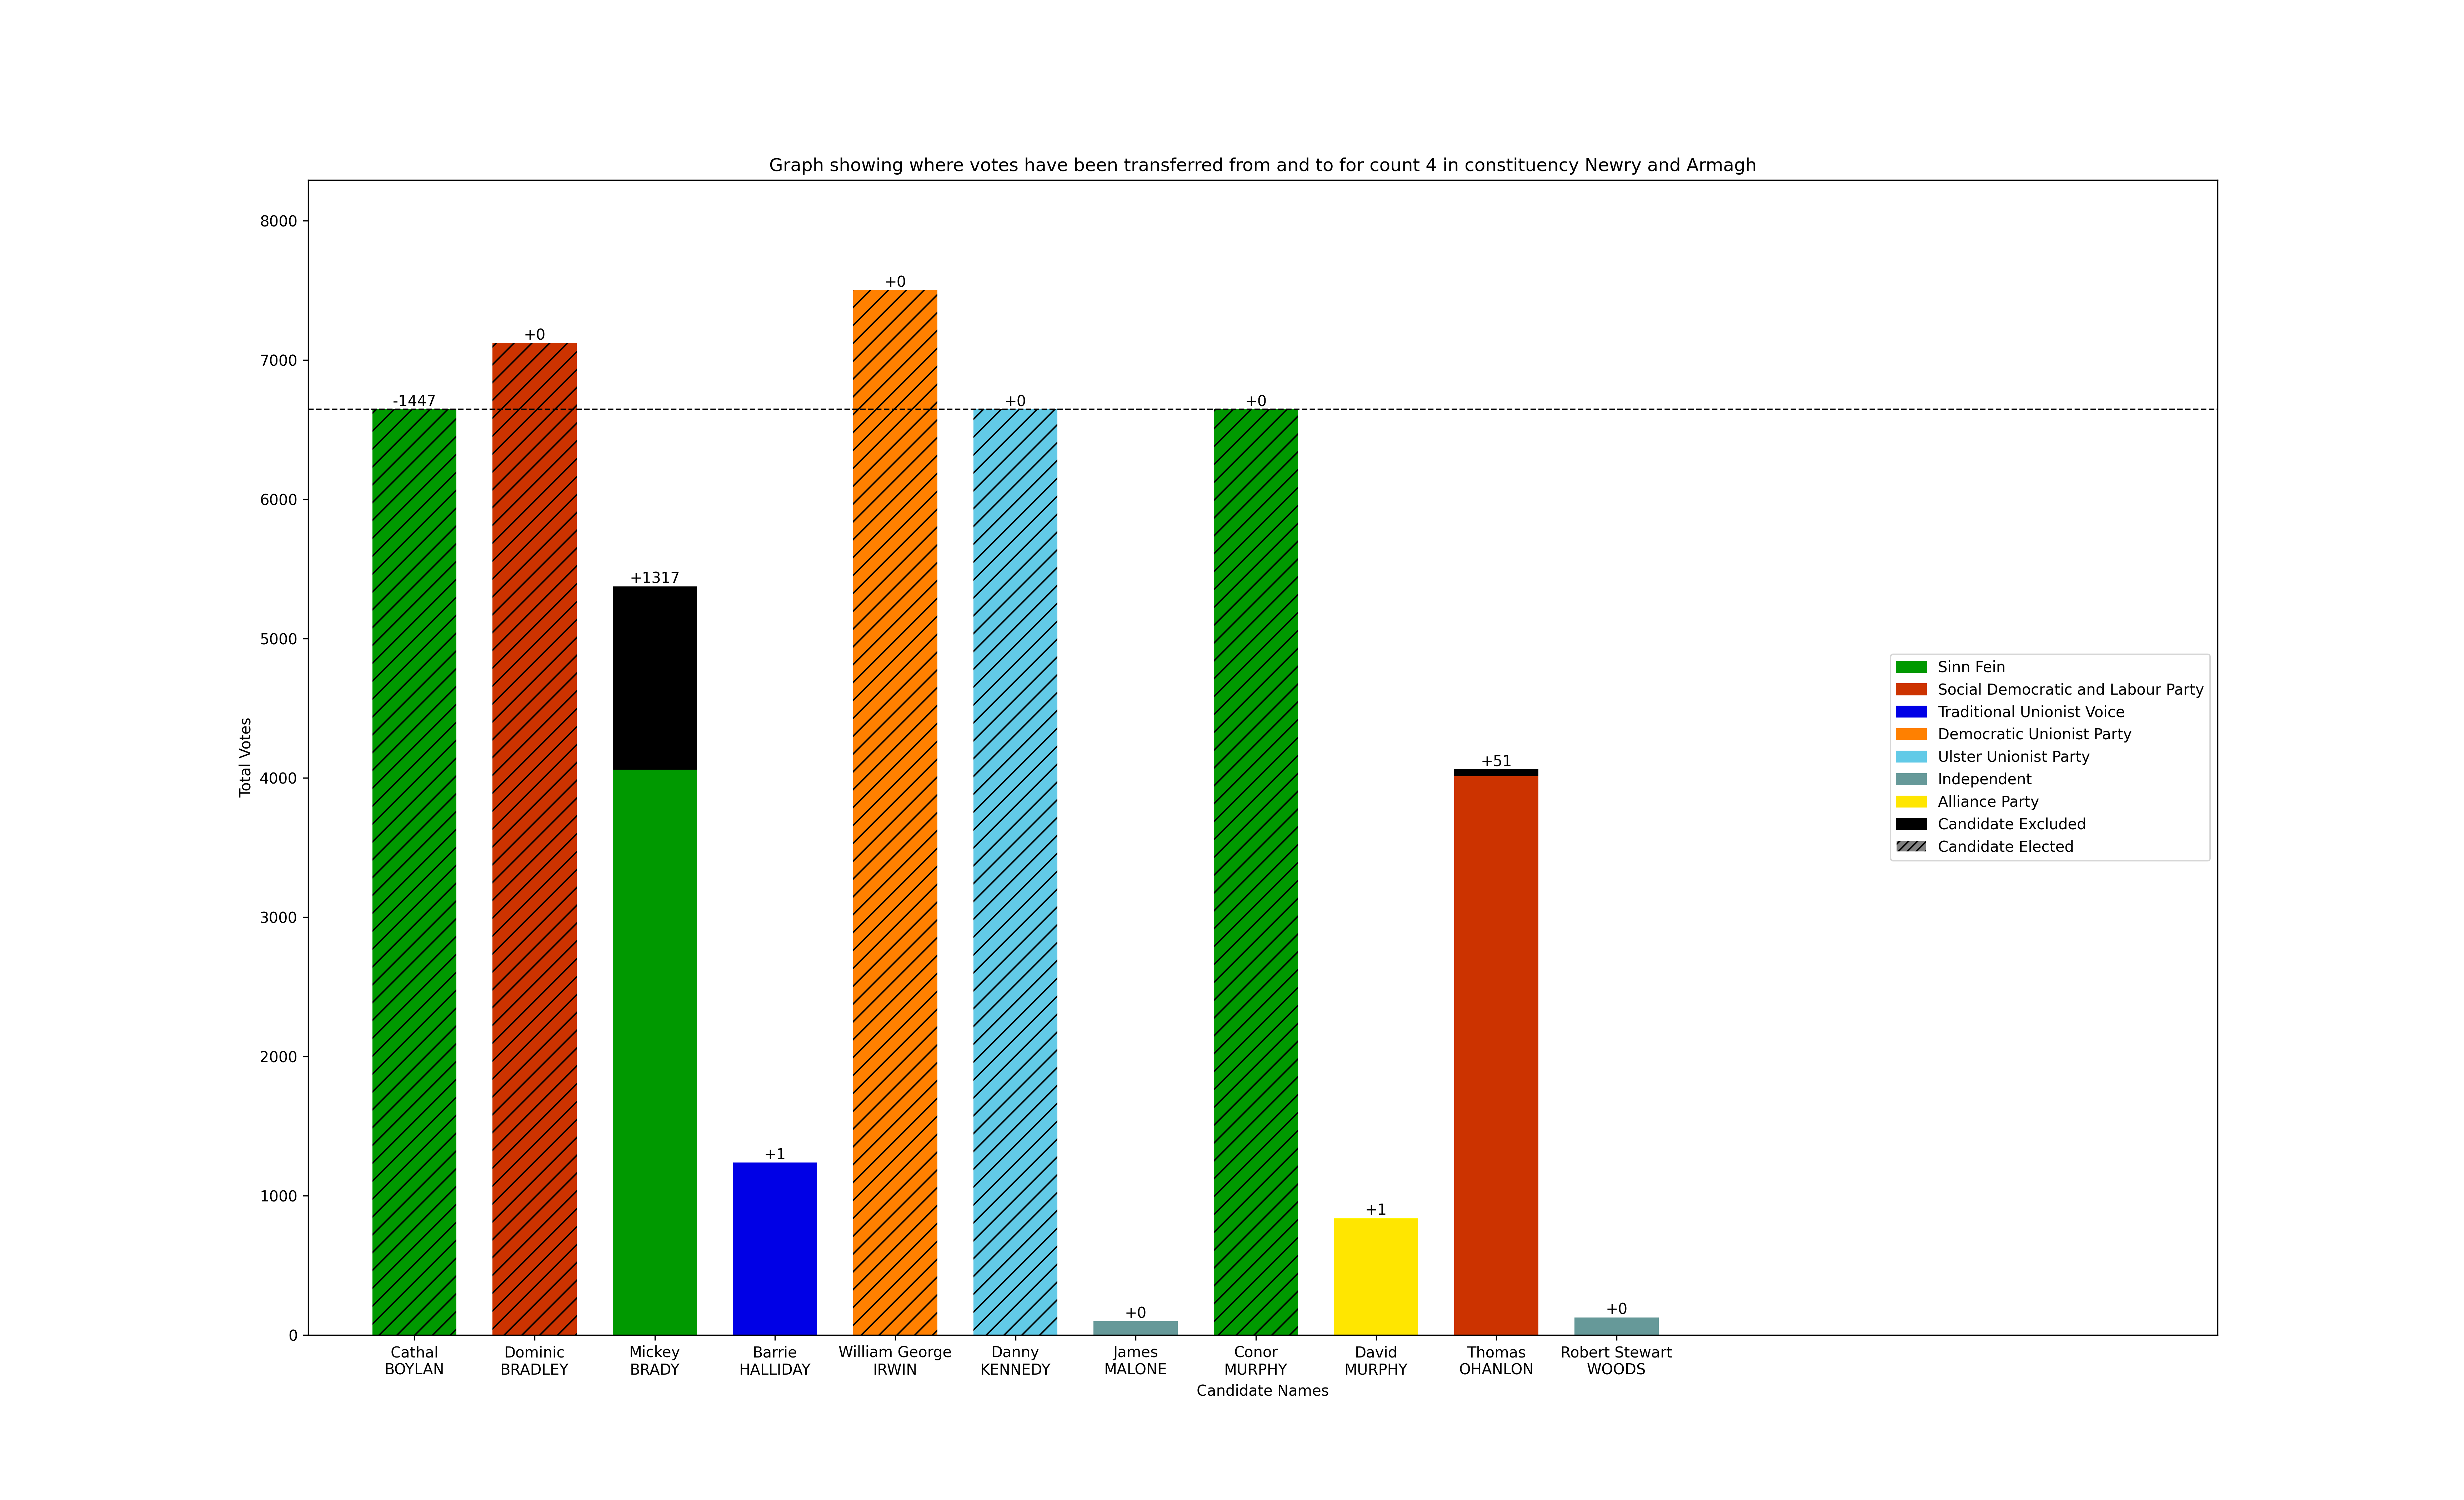 Graph showing where votes have been transferred from and to for count 4 in constituency Newry and Armagh
8000
7000
6000
5000
4000
3000
2000
1000
0
Total Votes
-1447
+0
+1317
+1
+0
+0
+0
+0
+1
+51
+0
Cathal
BOYLAN
Dominic
BRADLEY
Mickey
BRADY
Barrie
HALLIDAY
William George
IRWIN
Danny
KENNEDY
James
MALONE
Conor
MURPHY
David
MURPHY
Thomas
OHANLON
Robert Stewart
WOODS
Candidate Names
Sinn Fein
Social Democratic and Labour Party
Traditional Unionist Voice
Democratic Unionist Party
Ulster Unionist Party
Independent
Alliance Party
Candidate Excluded
Candidate Elected